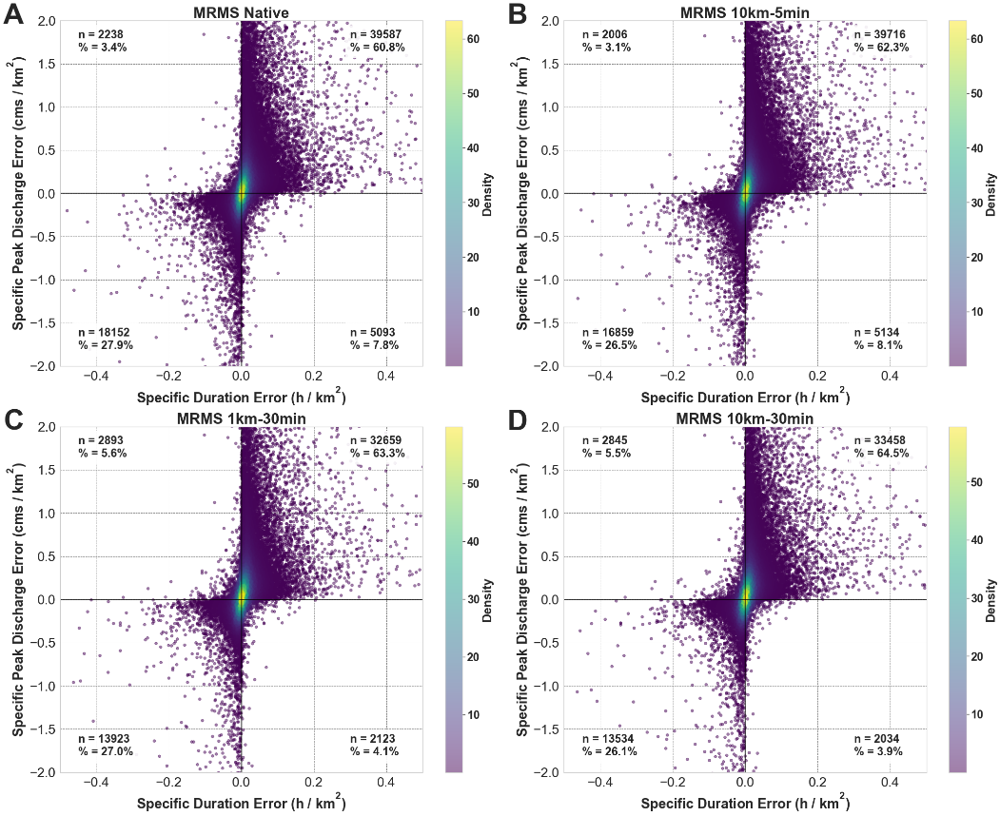 A
MRMS Native
n = 2238
% = 3.4%
n = 39587
% = 60.8%
n = 18152
% = 27.9%
n = 5093
% = 7.8%
2.0
1.5
1.0
0.5
0.0
−0.5
−1.0
−1.5
−2.0
−0.4
−0.2
0.0
0.2
0.4
Specific Peak Discharge Error (cms / km²)
Specific Duration Error (h / km²)
60
50
40
30
20
10
Density
B
MRMS 10km-5min
n = 2006
% = 3.1%
n = 39716
% = 62.3%
n = 16859
% = 26.5%
n = 5134
% = 8.1%
2.0
1.5
1.0
0.5
0.0
−0.5
−1.0
−1.5
−2.0
−0.4
−0.2
0.0
0.2
0.4
Specific Peak Discharge Error (cms / km²)
Specific Duration Error (h / km²)
60
50
40
30
20
10
Density
C
MRMS 1km-30min
n = 2893
% = 5.6%
n = 32659
% = 63.3%
n = 13923
% = 27.0%
n = 2123
% = 4.1%
2.0
1.5
1.0
0.5
0.0
−0.5
−1.0
−1.5
−2.0
−0.4
−0.2
0.0
0.2
0.4
Specific Peak Discharge Error (cms / km²)
Specific Duration Error (h / km²)
50
40
30
20
10
Density
D
MRMS 10km-30min
n = 2845
% = 5.5%
n = 33458
% = 64.5%
n = 13534
% = 26.1%
n = 2034
% = 3.9%
2.0
1.5
1.0
0.5
0.0
−0.5
−1.0
−1.5
−2.0
−0.4
−0.2
0.0
0.2
0.4
Specific Peak Discharge Error (cms / km²)
Specific Duration Error (h / km²)
50
40
30
20
10
Density